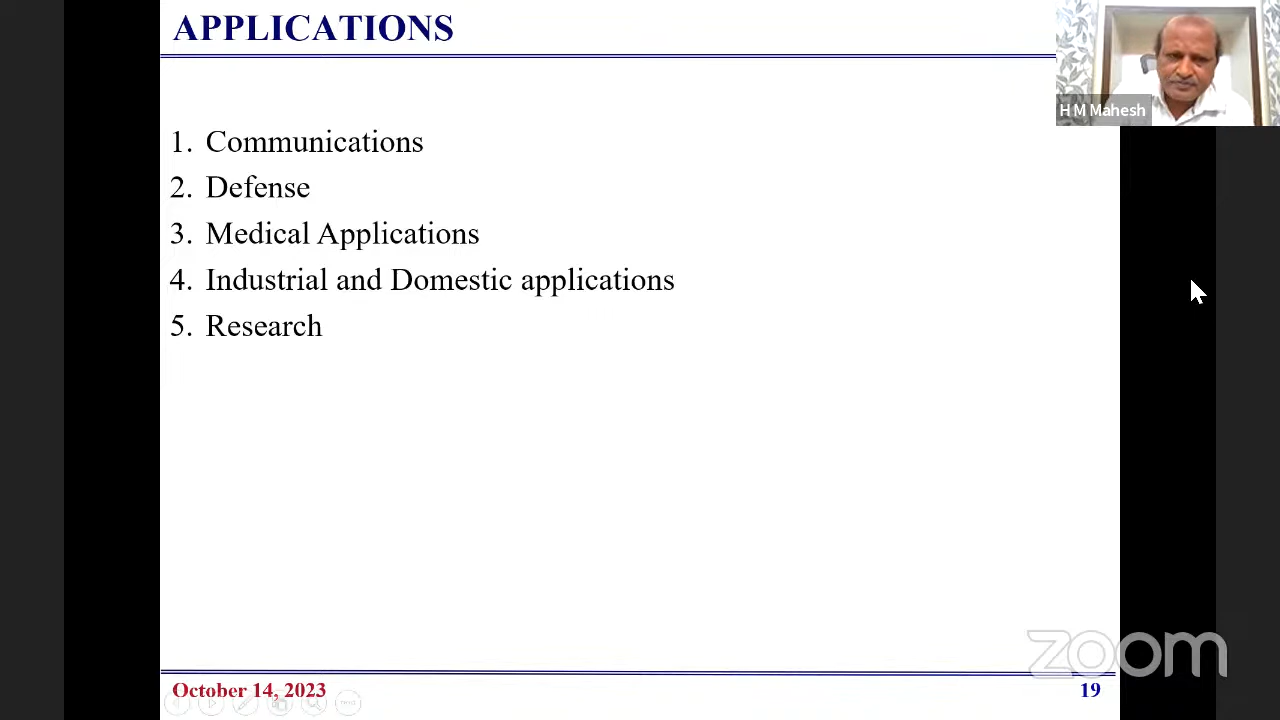 APPLICATIONS
H M Mahesh
1. Communications
2. Defense
3. Medical Applications
4. Industrial and Domestic applications
5. Research
zoom
October 14, 2023
19